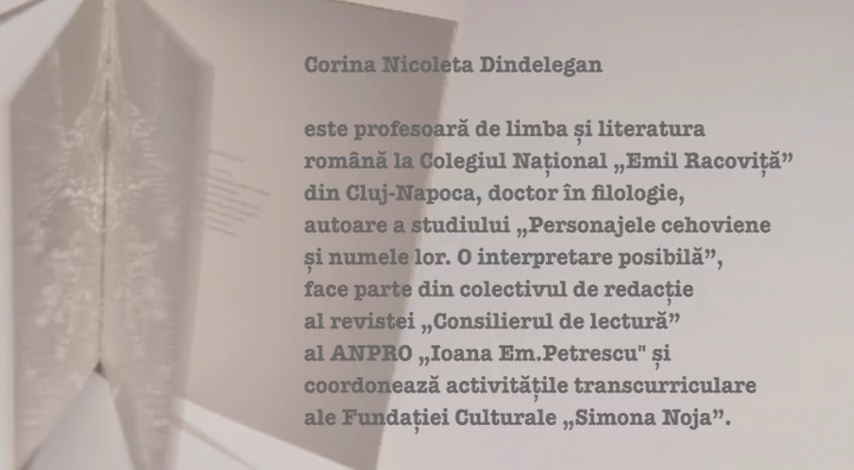 Corina Nicoleta Dindelegan
este profesoară de limba și literatura
română la Colegiul Național „Emil Racoviță”
din Cluj-Napoca, doctor în filologie,
autoare a studiului „Personajele cehoviene
și numele lor. O interpretare posibilă”,
face parte din colectivul de redacție
al revistei „Consilierul de lectură”
al ANPRO „Ioana Em.Petrescu" și
coordonează activitățile transcurriculare
ale Fundației Culturale „Simona Noja”.